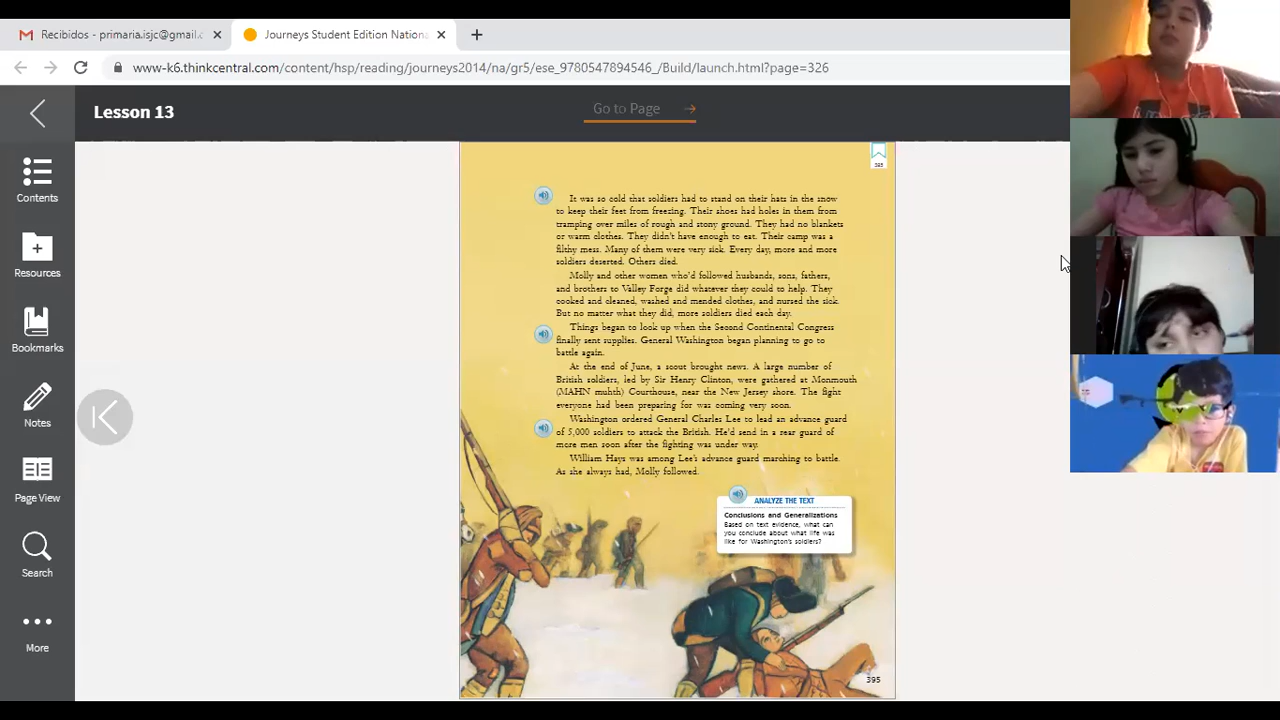 Recibidos - primaria.isjc@gmail.c
Journeys Student Edition Nation
www-k6.thinkcentral.com/content/hsp/reading/journeys2014/na/gr5/ese_9780547894546_/Build/launch.html?page=326
Lesson 13
Go to Page
Contents
Resources
Bookmarks
Notes
Page View
Search
More
395
It was so cold that soldiers had to stand on their hats in the snow
to keep their feet from freezing. Their shoes had holes in them from
tramping over miles of rough and stony ground. They had no blankets
or warm clothes. They didn't have enough to eat. Their camp was a
filthy mess. Many of them were very sick. Every day, more and more
soldiers deserted. Others died.
Molly and other women who'd followed husbands, sons, fathers,
and brothers to Valley Forge did whatever they could to help. They
cooked and cleaned, washed and mended clothes, and nursed the sick.
But no matter what they did, more soldiers died each day.
Things began to look up when the Second Continental Congress
finally sent supplies. General Washington began planning to go to
battle again.
At the end of June, a scout brought news. A large number of
British soldiers, led by Sir Henry Clinton, were gathered at Monmouth
(MAHN muhth) Courthouse, near the New Jersey shore. The fight
everyone had been preparing for was coming very soon.
Washington ordered General Charles Lee to lead an advance guard
of 5,000 soldiers to attack the British. He'd send in a rear guard of
more men soon after the fighting was under way.
William Hays was among Lee's advance guard marching to battle.
As she always had, Molly followed.
ANALYZE THE TEXT
Conclusions and Generalizations
Based on text evidence, what can
you conclude about what life was
like for Washington's soldiers?
395